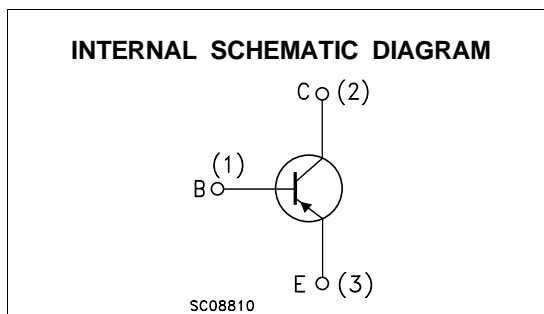 INTERNAL SCHEMATIC DIAGRAM
C (2)
(1)
B
E (3)
SC08810